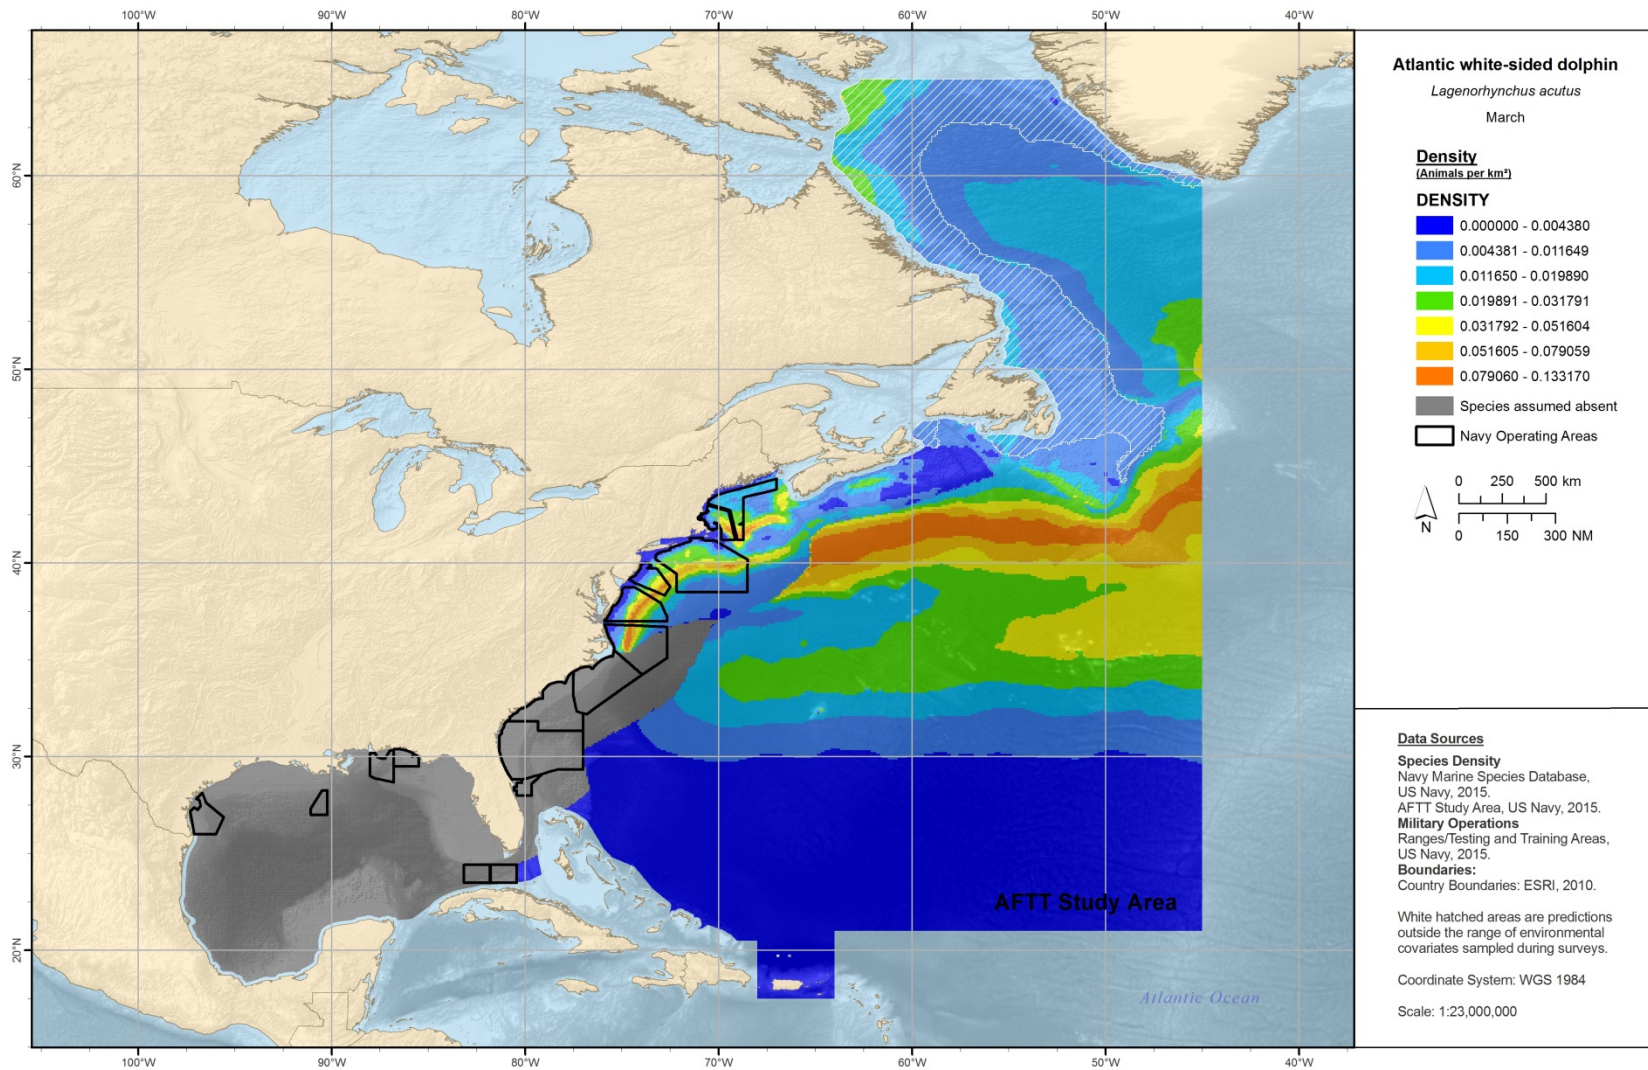 100°W 90°W 80°W 70°W 60°W 50°W 40°W
60°N
50°N
40°N
30°N
20°N
60°N
50°N
40°N
30°N
20°N
AFTT Study Area
Atlantic Ocean
100°W 90°W 80°W 70°W 60°W 50°W 40°W
Atlantic white-sided dolphin
Lagenorhynchus acutus
March
Density
(Animals per km²)
DENSITY
0.000000 - 0.004380
0.004381 - 0.011649
0.011650 - 0.019890
0.019891 - 0.031791
0.031792 - 0.051604
0.051605 - 0.079059
0.079060 - 0.133170
Species assumed absent
Navy Operating Areas
N
0 250 500 km
0 150 300 NM
Data Sources
Species Density
Navy Marine Species Database,
US Navy, 2015.
AFTT Study Area, US Navy, 2015.
Military Operations
Ranges/Testing and Training Areas,
US Navy, 2015.
Boundaries:
Country Boundaries: ESRI, 2010.
White hatched areas are predictions
outside the range of environmental
covariates sampled during surveys.
Coordinate System: WGS 1984
Scale: 1:23,000,000